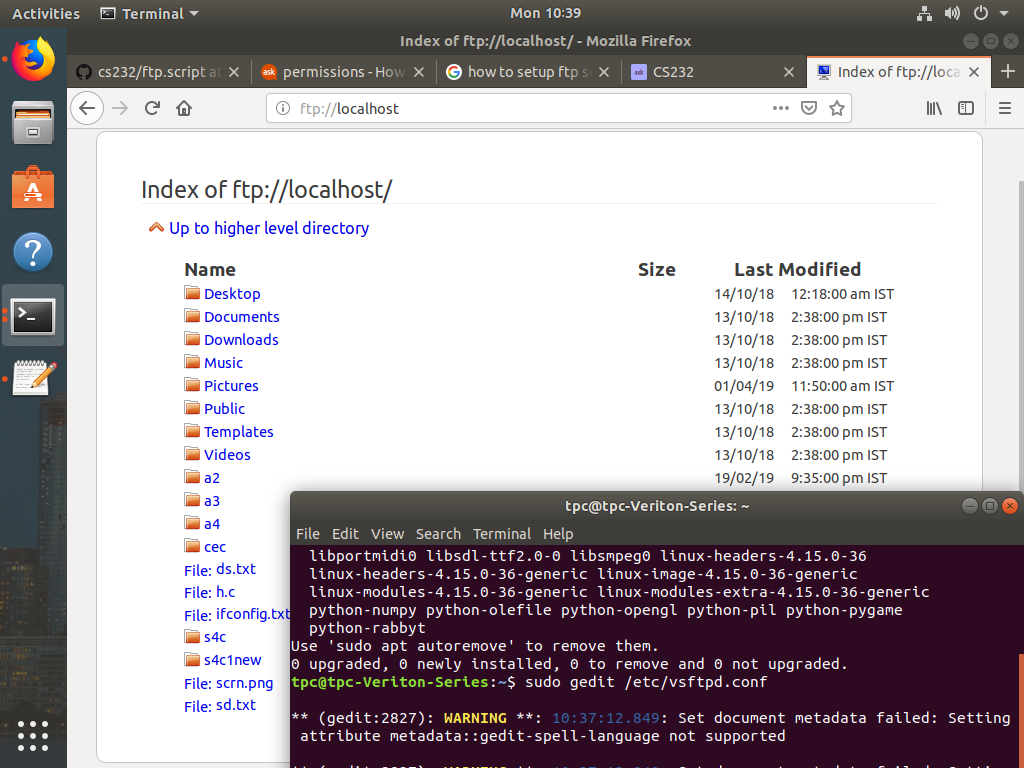 Activities Terminal Mon 10:39
Index of ftp://localhost/ - Mozilla Firefox
cs232/ftp.script at permissions - How how to setup ftp s CS232 Index of ftp://loca
ask
ask
ftp://localhost
Index of ftp://localhost/
Up to higher level directory
Name Size Last Modified
Desktop 14/10/18 12:18:00 am IST
Documents 13/10/18 2:38:00 pm IST
Downloads 13/10/18 2:38:00 pm IST
Music 13/10/18 2:38:00 pm IST
Pictures 01/04/19 11:50:00 am IST
Public 13/10/18 2:38:00 pm IST
Templates 13/10/18 2:38:00 pm IST
Videos 13/10/18 2:38:00 pm IST
a2 19/02/19 9:35:00 pm IST
a3
a4
cec
File: ds.txt
File: h.c
File: ifconfig.txt
s4c
s4c1new
File: scrn.png
File: sd.txt
tpc@tpc-Veriton-Series: ~
File Edit View Search Terminal Help
libportmidi0 libsdl-ttf2.0-0 libsmpeg0 linux-headers-4.15.0-36
linux-headers-4.15.0-36-generic linux-image-4.15.0-36-generic
linux-modules-4.15.0-36-generic linux-modules-extra-4.15.0-36-generic
python-numpy python-olefile python-opengl python-pil python-pygame
python-rabbyt
Use 'sudo apt autoremove' to remove them.
0 upgraded, 0 newly installed, 0 to remove and 0 not upgraded.
tpc@tpc-Veriton-Series:~$ sudo gedit /etc/vsftpd.conf
** (gedit:2827): WARNING **: 10:37:12.849: Set document metadata failed: Setting
attribute metadata::gedit-spell-language not supported